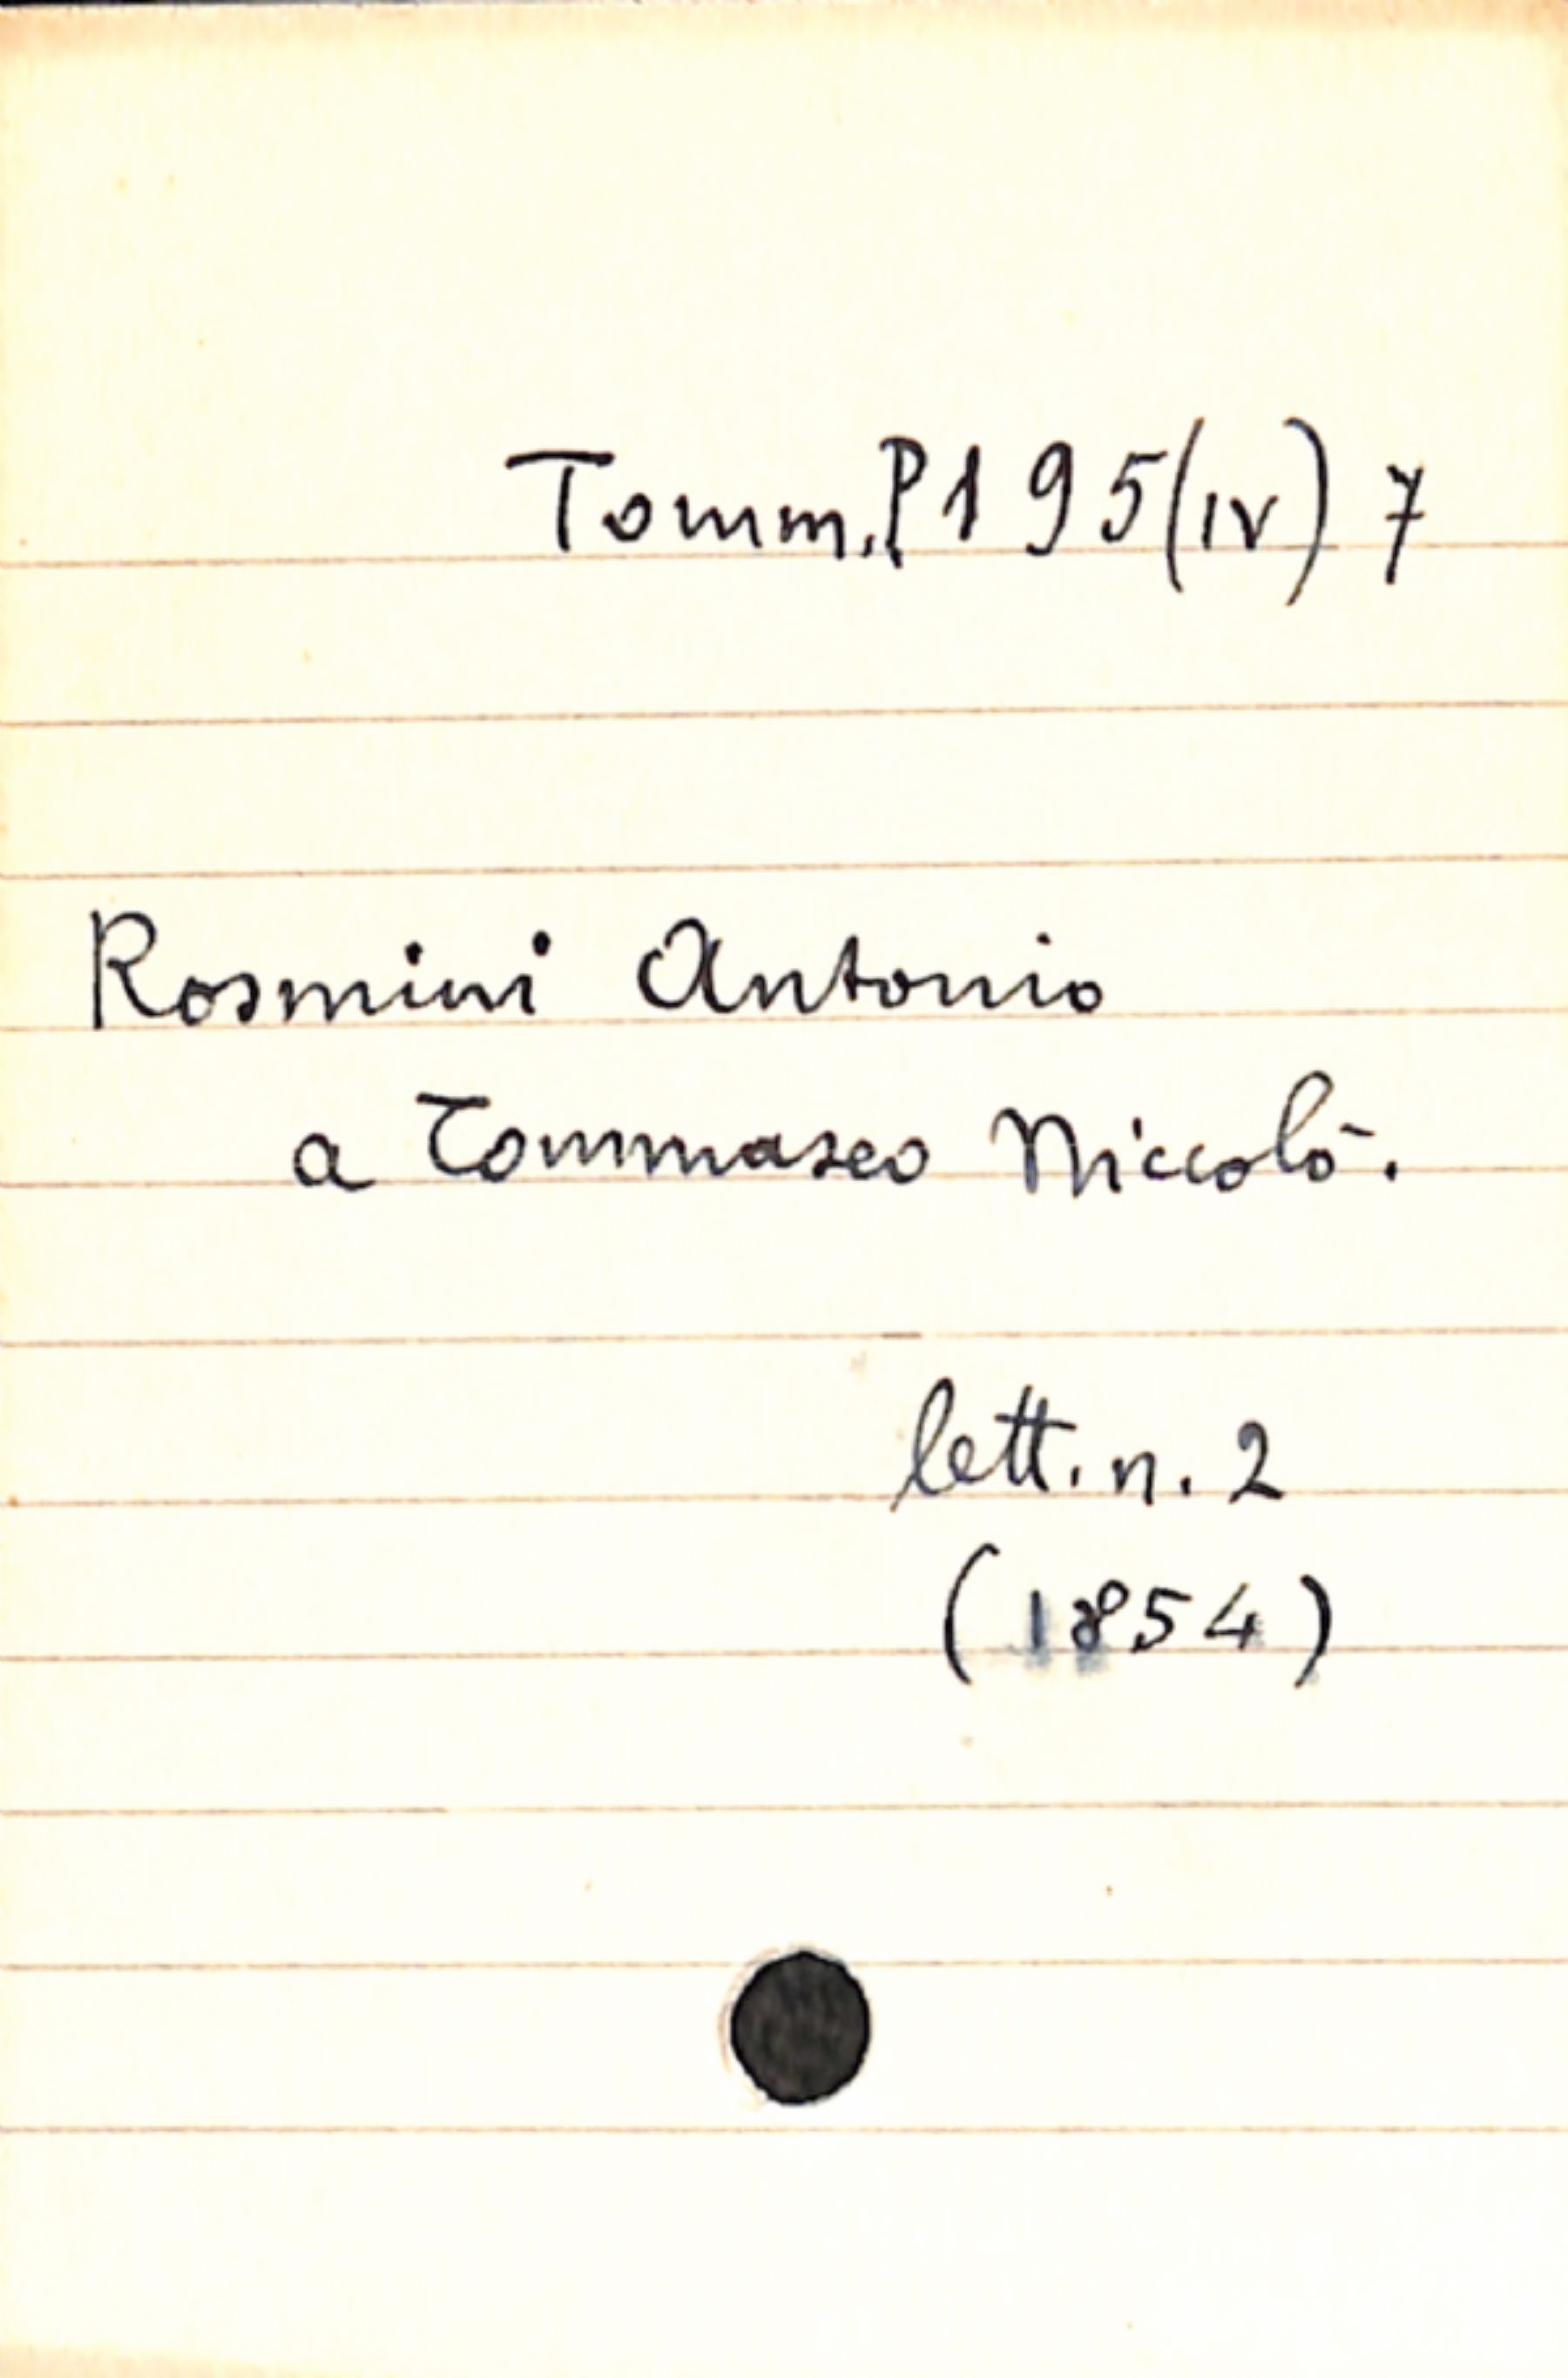 Tomm. P 195 (IV) 7
Rosmini Antonio
a Tommaseo Niccolò.
lett. n. 2
(1854)